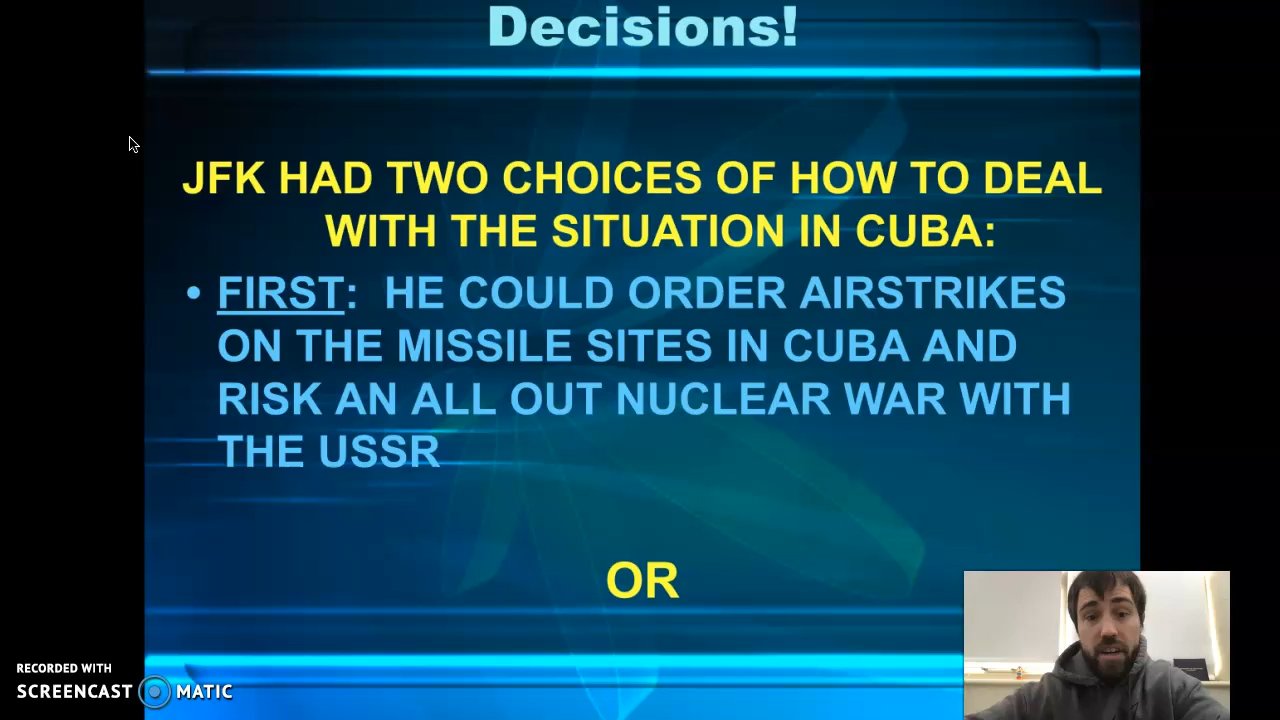 Decisions!
JFK HAD TWO CHOICES OF HOW TO DEAL
WITH THE SITUATION IN CUBA:
• FIRST: HE COULD ORDER AIRSTRIKES
ON THE MISSILE SITES IN CUBA AND
RISK AN ALL OUT NUCLEAR WAR WITH
THE USSR
OR
RECORDED WITH
SCREENCAST MATIC